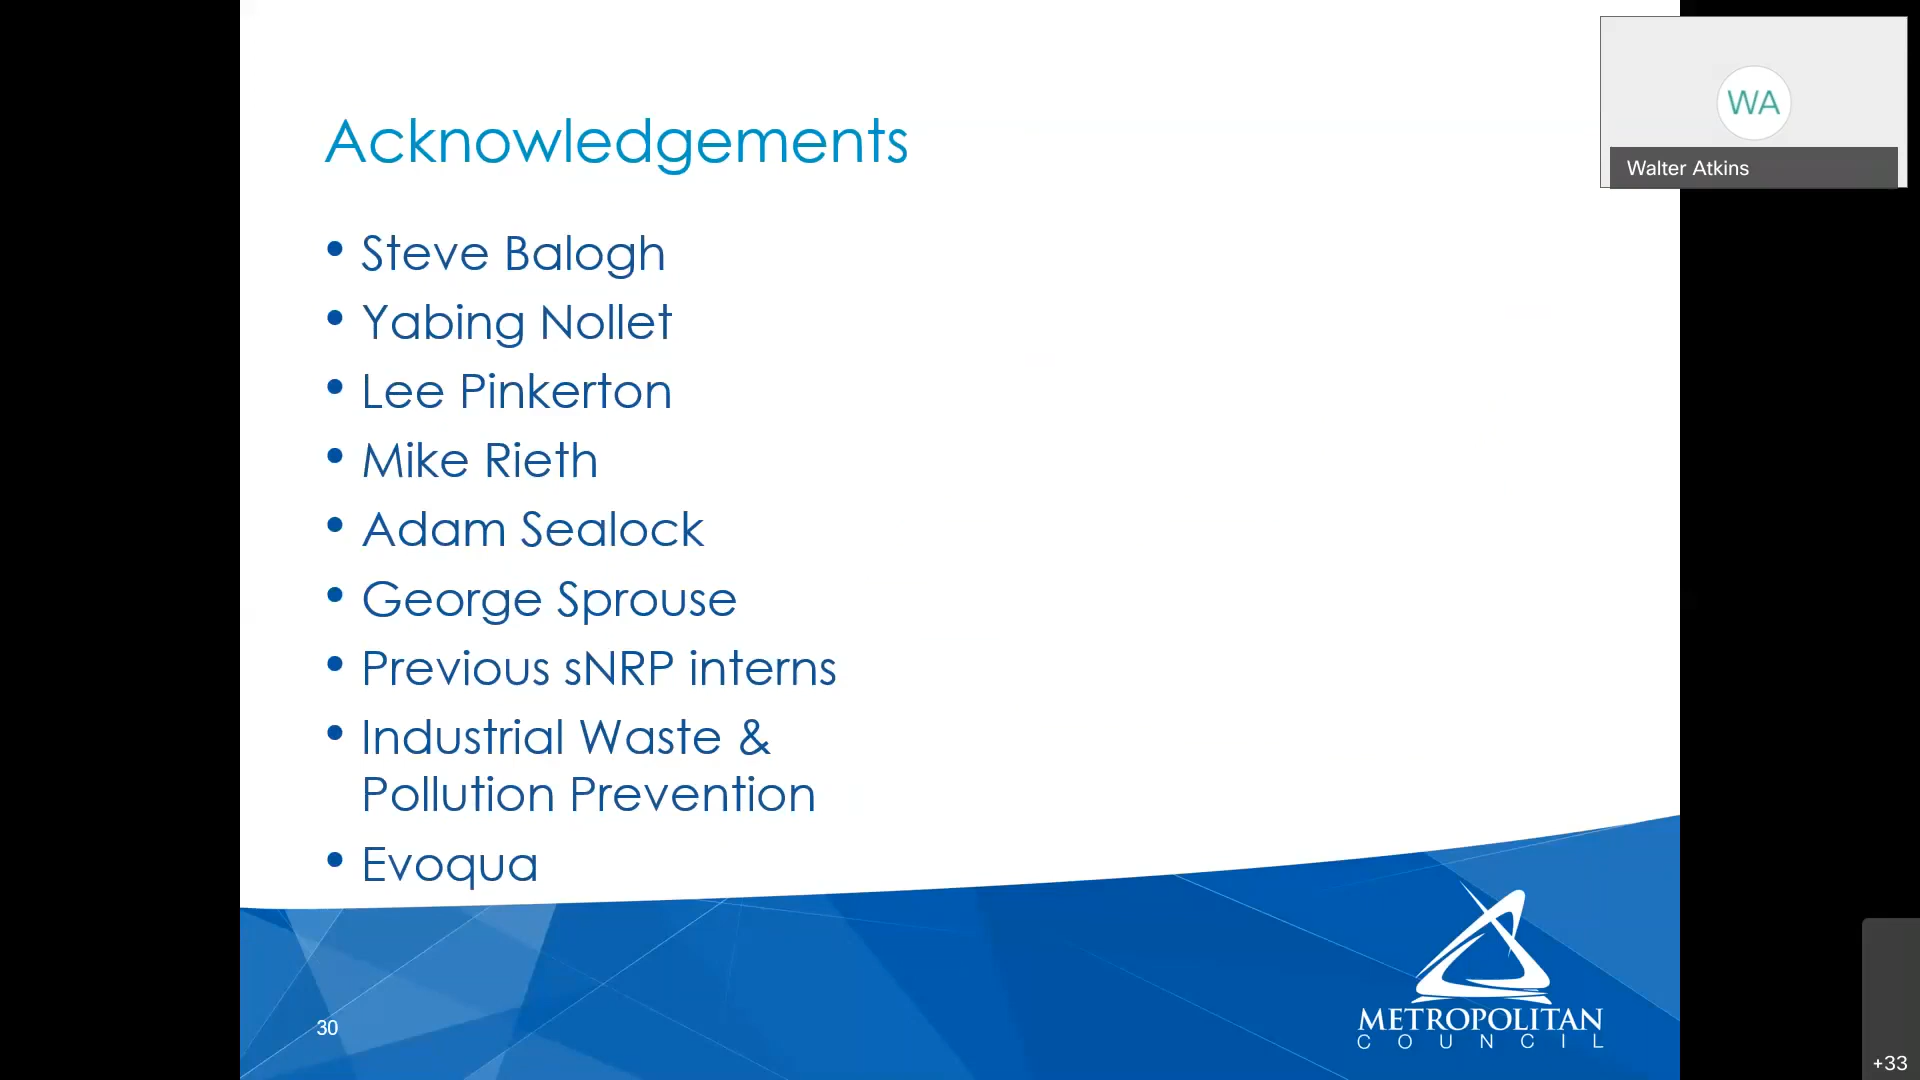 Acknowledgements
WA
Walter Atkins
• Steve Balogh
• Yabing Nollet
• Lee Pinkerton
• Mike Rieth
• Adam Sealock
• George Sprouse
• Previous sNRP interns
• Industrial Waste &
Pollution Prevention
• Evoqua
30
METROPOLITAN
COUNCIL
+33